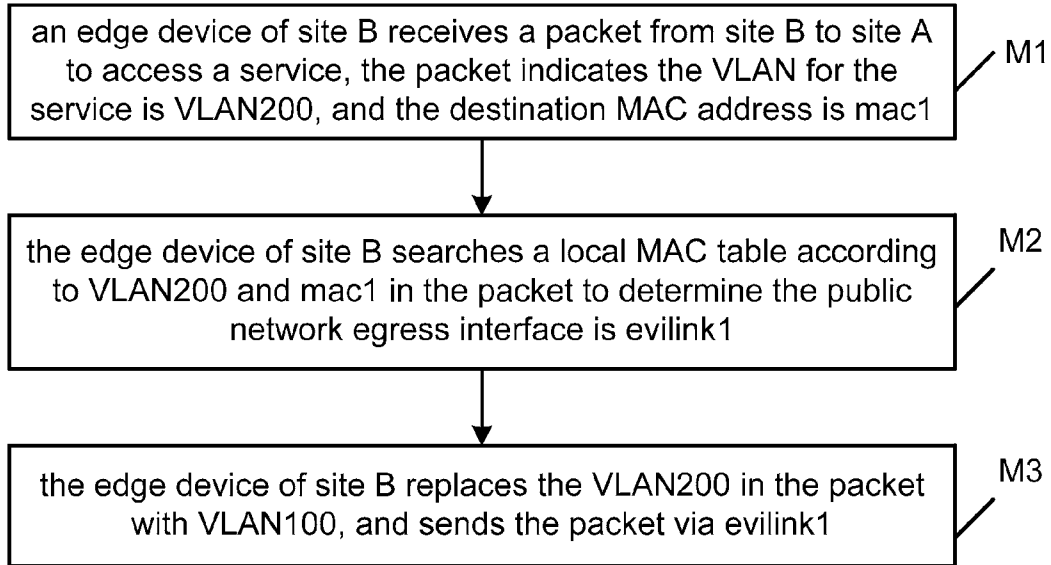 an edge device of site B receives a packet from site B to site A
to access a service, the packet indicates the VLAN for the
service is VLAN200, and the destination MAC address is mac1
M1
the edge device of site B searches a local MAC table according
to VLAN200 and mac1 in the packet to determine the public
network egress interface is evilink1
M2
the edge device of site B replaces the VLAN200 in the packet
with VLAN100, and sends the packet via evilink1
M3